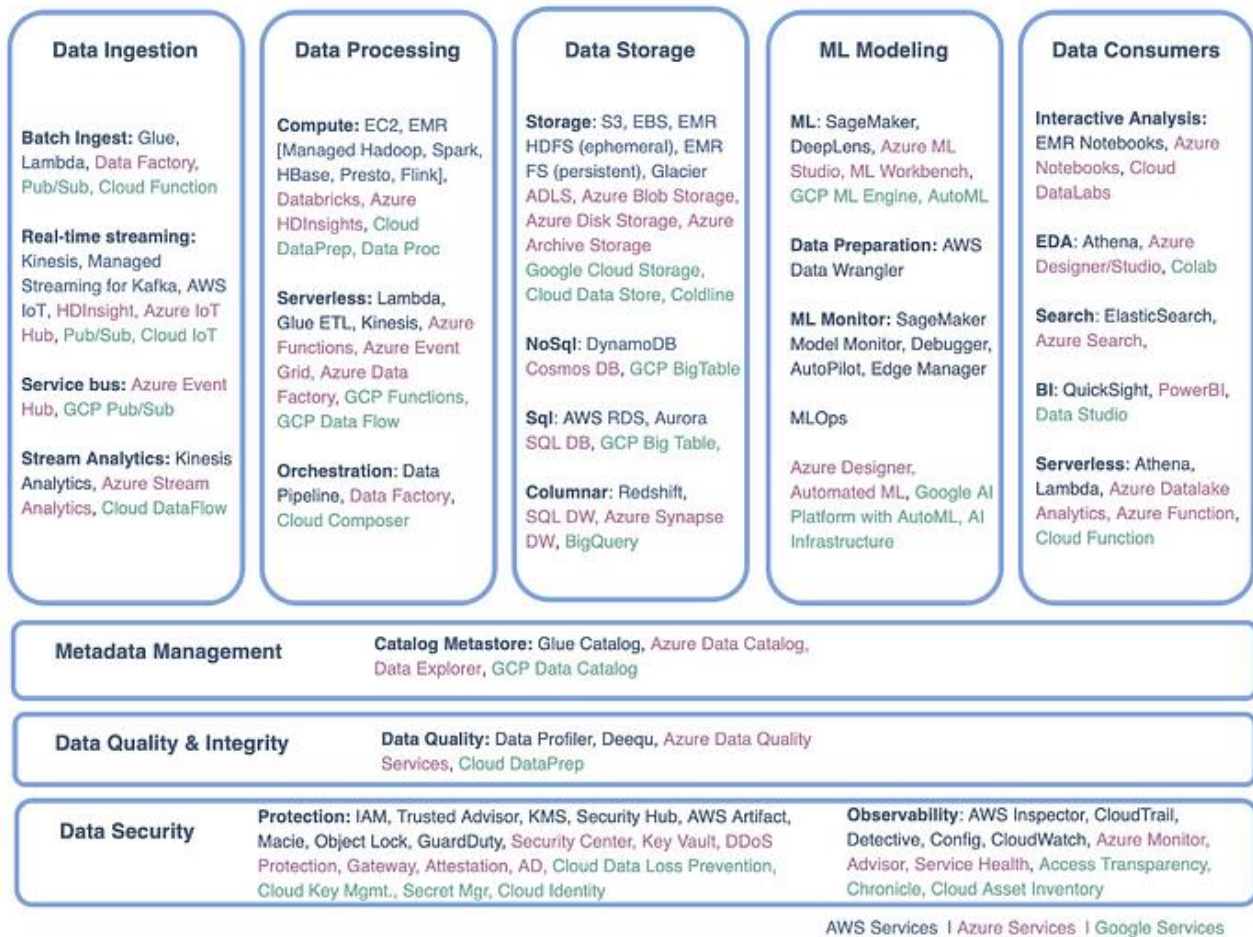 Data Ingestion
Batch Ingest: Glue,
Lambda, Data Factory,
Pub/Sub, Cloud Function
Real-time streaming:
Kinesis, Managed
Streaming for Kafka, AWS
IoT, HDInsight, Azure IoT
Hub, Pub/Sub, Cloud IoT
Service bus: Azure Event
Hub, GCP Pub/Sub
Stream Analytics: Kinesis
Analytics, Azure Stream
Analytics, Cloud DataFlow
Data Processing
Compute: EC2, EMR
[Managed Hadoop, Spark,
HBase, Presto, Flink],
Databricks, Azure
HDInsights, Cloud
DataPrep, Data Proc
Serverless: Lambda,
Glue ETL, Kinesis, Azure
Functions, Azure Event
Grid, Azure Data
Factory, GCP Functions,
GCP Data Flow
Orchestration: Data
Pipeline, Data Factory,
Cloud Composer
Data Storage
Storage: S3, EBS, EMR
HDFS (ephemeral), EMR
FS (persistent), Glacier
ADLS, Azure Blob Storage,
Azure Disk Storage, Azure
Archive Storage
Google Cloud Storage,
Cloud Data Store, Coldline
NoSql: DynamoDB
Cosmos DB, GCP BigTable
Sql: AWS RDS, Aurora
SQL DB, GCP Big Table,
Columnar: Redshift,
SQL DW, Azure Synapse
DW, BigQuery
ML Modeling
ML: SageMaker,
DeepLens, Azure ML
Studio, ML Workbench,
GCP ML Engine, AutoML
Data Preparation: AWS
Data Wrangler
ML Monitor: SageMaker
Model Monitor, Debugger,
AutoPilot, Edge Manager
MLOps
Azure Designer,
Automated ML, Google AI
Platform with AutoML, AI
Infrastructure
Data Consumers
Interactive Analysis:
EMR Notebooks, Azure
Notebooks, Cloud
DataLabs
EDA: Athena, Azure
Designer/Studio, Colab
Search: ElasticSearch,
Azure Search,
BI: QuickSight, PowerBI,
Data Studio
Serverless: Athena,
Lambda, Azure Datalake
Analytics, Azure Function,
Cloud Function
Metadata Management
Catalog Metastore: Glue Catalog, Azure Data Catalog,
Data Explorer, GCP Data Catalog
Data Quality & Integrity
Data Quality: Data Profiler, Deequ, Azure Data Quality
Services, Cloud DataPrep
Data Security
Protection: IAM, Trusted Advisor, KMS, Security Hub, AWS Artifact,
Macie, Object Lock, GuardDuty, Security Center, Key Vault, DDoS
Protection, Gateway, Attestation, AD, Cloud Data Loss Prevention,
Cloud Key Mgmt., Secret Mgr, Cloud Identity
Observability: AWS Inspector, CloudTrail,
Detective, Config, CloudWatch, Azure Monitor,
Advisor, Service Health, Access Transparency,
Chronicle, Cloud Asset Inventory
AWS Services | Azure Services | Google Services